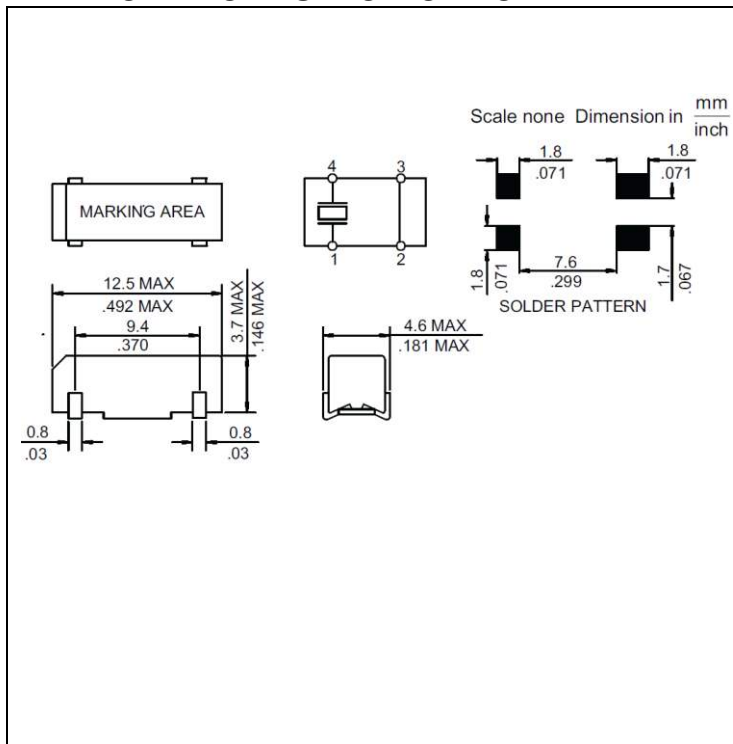 Scale none Dimension in mm
inch
1.8
.071
1.8
.071
4
3
MARKING AREA
1
2
1.8
.071
7.6
.299
1.7
.067
SOLDER PATTERN
12.5 MAX
.492 MAX
9.4
.370
3.7 MAX
.146 MAX
4.6 MAX
.181 MAX
0.8
.03
0.8
.03